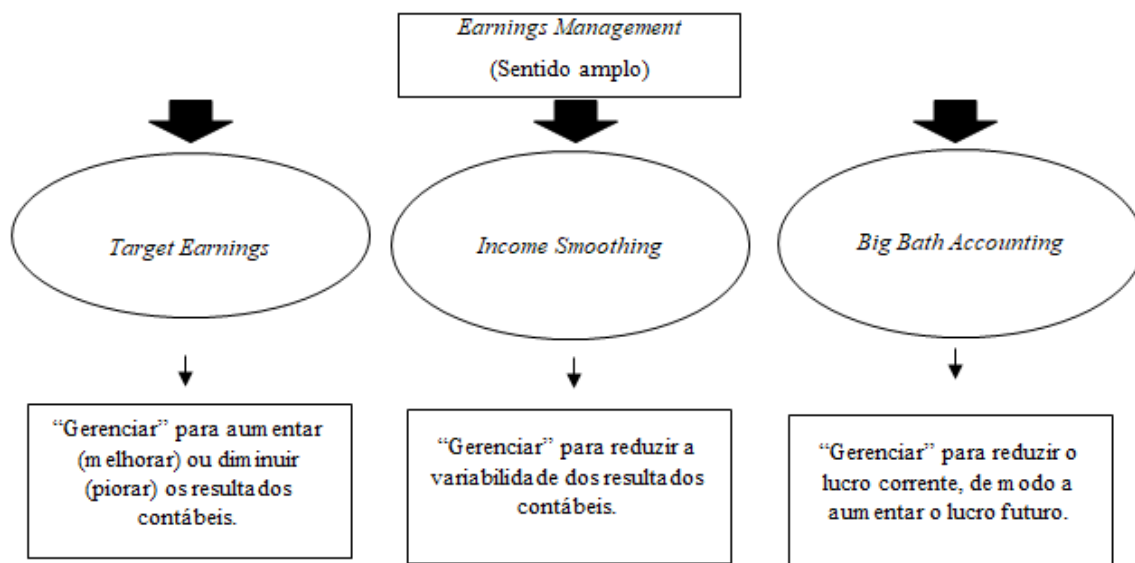 Earnings Management
(Sentido amplo)
Target Earnings
Income Smoothing
Big Bath Accounting
“Gerenciar” para aumentar
(melhorar) ou diminuir
(piorar) os resultados
contábeis.
“Gerenciar” para reduzir a
variabilidade dos resultados
contábeis.
“Gerenciar” para reduzir o
lucro corrente, de modo a
aumentar o lucro futuro.